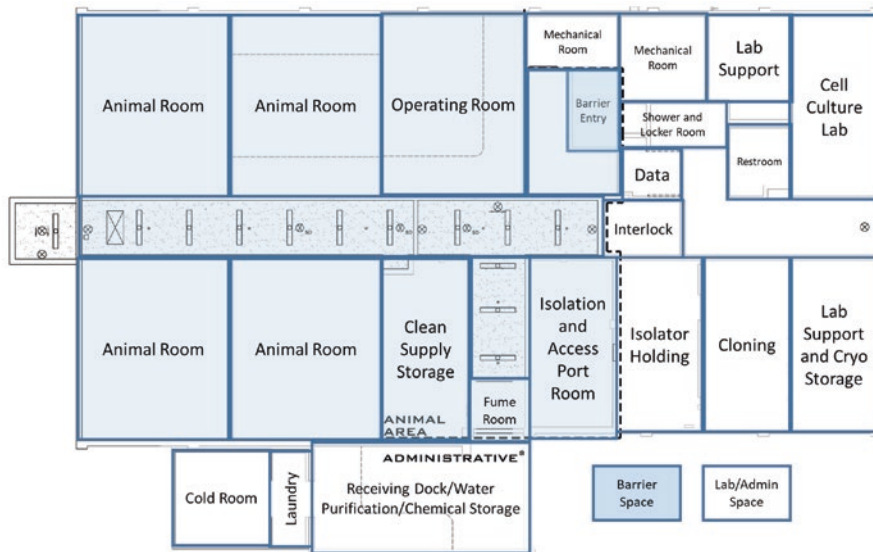 Mechanical
Room
Mechanical
Room
Lab
Support
Animal Room
Animal Room
Operating Room
Barrier
Entry
Cell
Culture
Lab
Shower and
Locker Room
Restroom
Data
Interlock
Animal Room
Animal Room
Clean
Supply
Storage
Isolation
and
Access
Port
Room
Isolator
Holding
Cloning
Lab
Support
and Cryo
Storage
Fume
Room
ANIMAL
AREA
ADMINISTRATIVE
Cold Room
Laundry
Receiving Dock/Water
Purification/Chemical Storage
Barrier
Space
Lab/Admin
Space